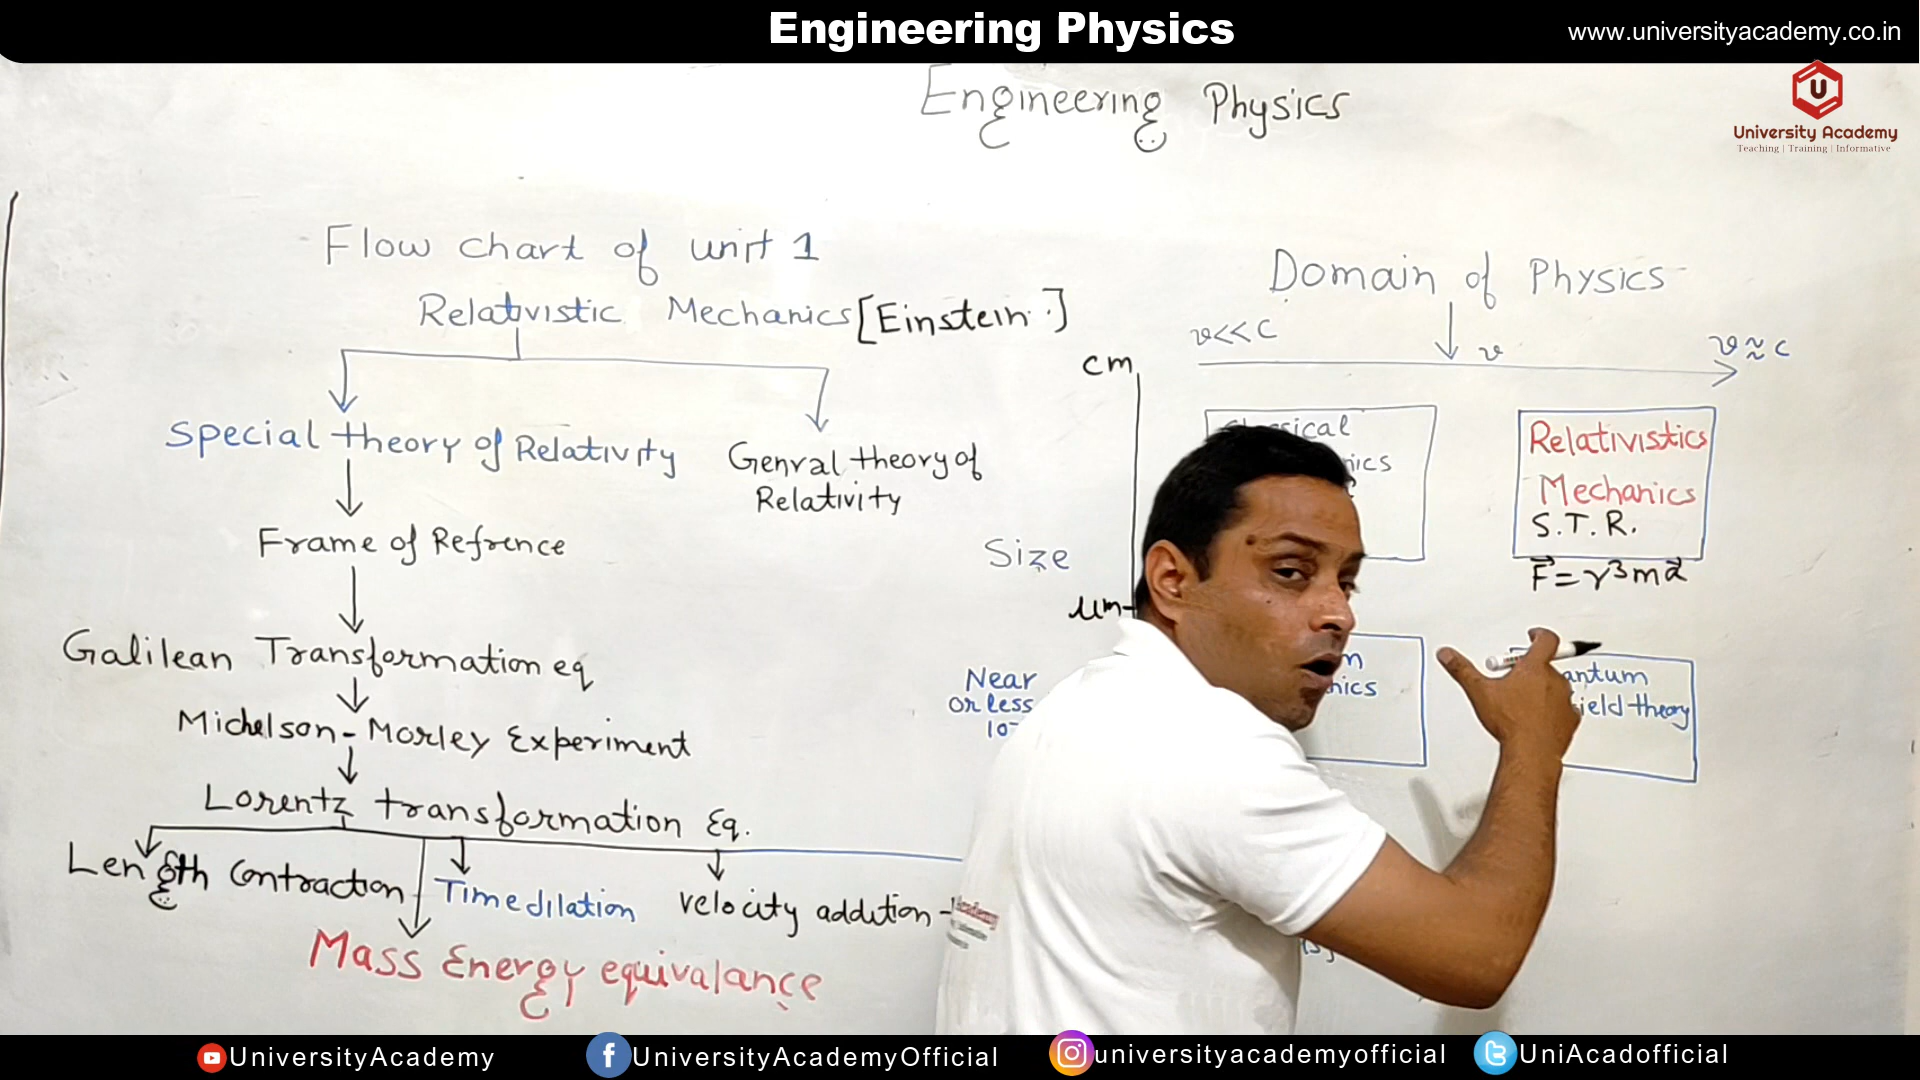 Engineering Physics
www.universityacademy.co.in
U
University Academy
Teaching | Training | Informative
Engineering Physics
Flow chart of unit 1
Relativistic Mechanics [Einstein.]
Special theory of Relativity
Genral theory of
Relativity
Frame of Refrence
Galilean Transformation eq
Michelson-Morley Experiment
Lorentz transformation Eq.
Length Contraction
Time dilation
velocity addition
Mass Energy equivalance
Domain of Physics
v<<c
v
v≈c
cm
Size
μm
Near
or less
Relativistics
Mechanics
S.T.R.
F⃗=γ³ma⃗
UniversityAcademy
UniversityAcademyOfficial
universityacademyofficial
UniAcadofficial